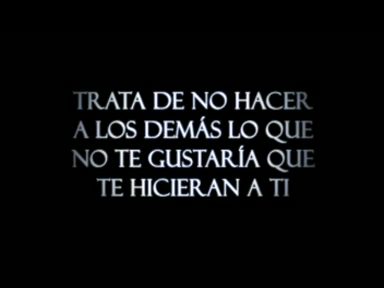 TRATA DE NO HACER
A LOS DEMÁS LO QUE
NO TE GUSTARÍA QUE
TE HICIERAN A TI